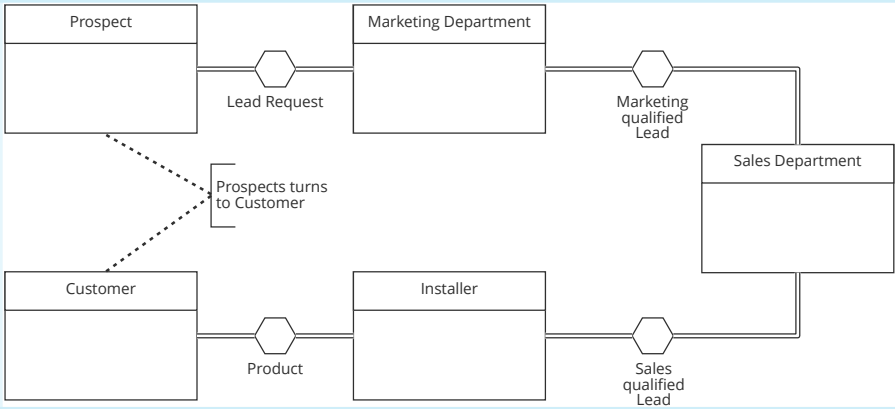 Prospect
Marketing Department
Lead Request
Marketing
qualified
Lead
Sales Department
Prospects turns
to Customer
Customer
Installer
Product
Sales
qualified
Lead